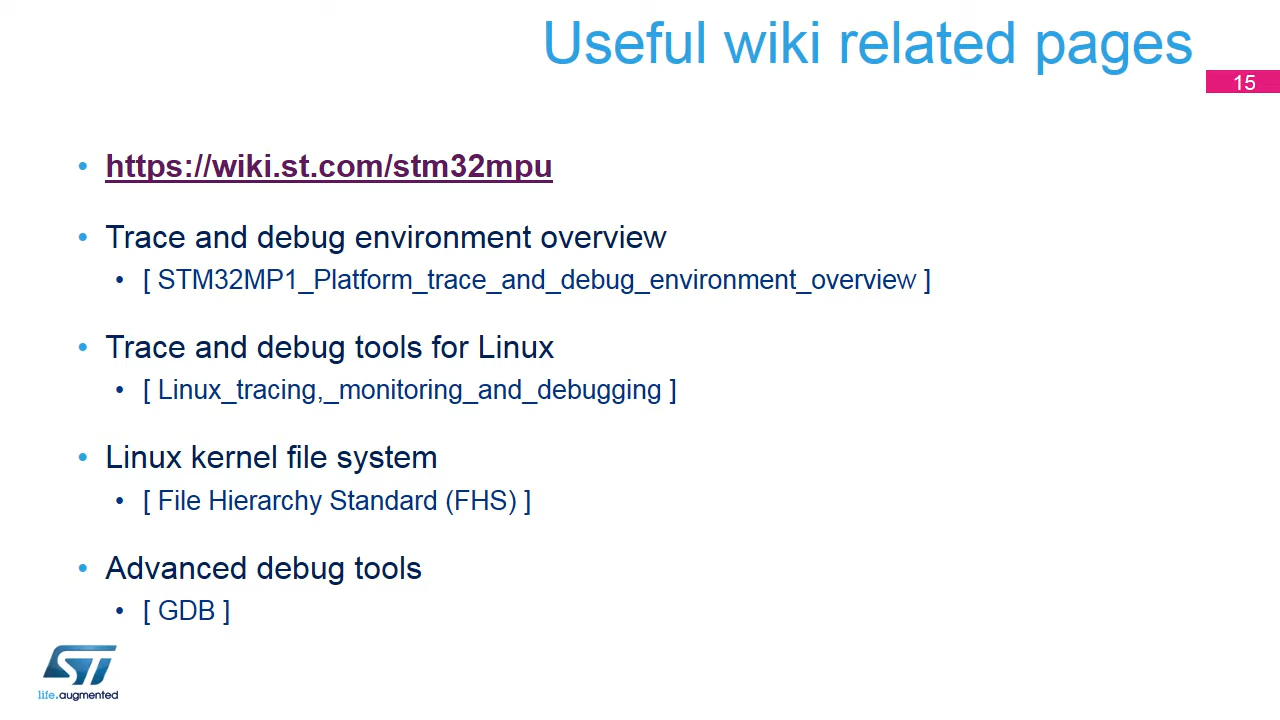 Useful wiki related pages
15
• https://wiki.st.com/stm32mpu
• Trace and debug environment overview
• [ STM32MP1_Platform_trace_and_debug_environment_overview ]
• Trace and debug tools for Linux
• [ Linux_tracing,_monitoring_and_debugging ]
• Linux kernel file system
• [ File Hierarchy Standard (FHS) ]
• Advanced debug tools
• [ GDB ]
ST
life.augmented